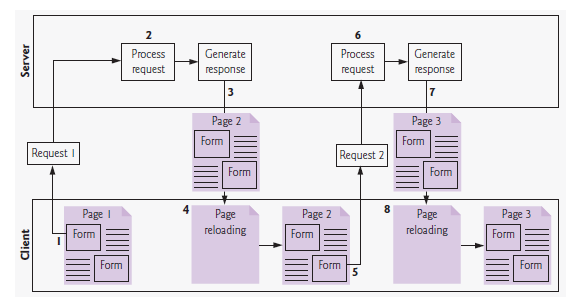 Server
2
Process
request
Generate
response
3
6
Process
request
Generate
response
7
Page 2
Form
Form
Page 3
Form
Form
Request 1
Request 2
Client
1
Page 1
Form
Form
4
Page
reloading
Page 2
Form
Form
5
8
Page
reloading
Page 3
Form
Form